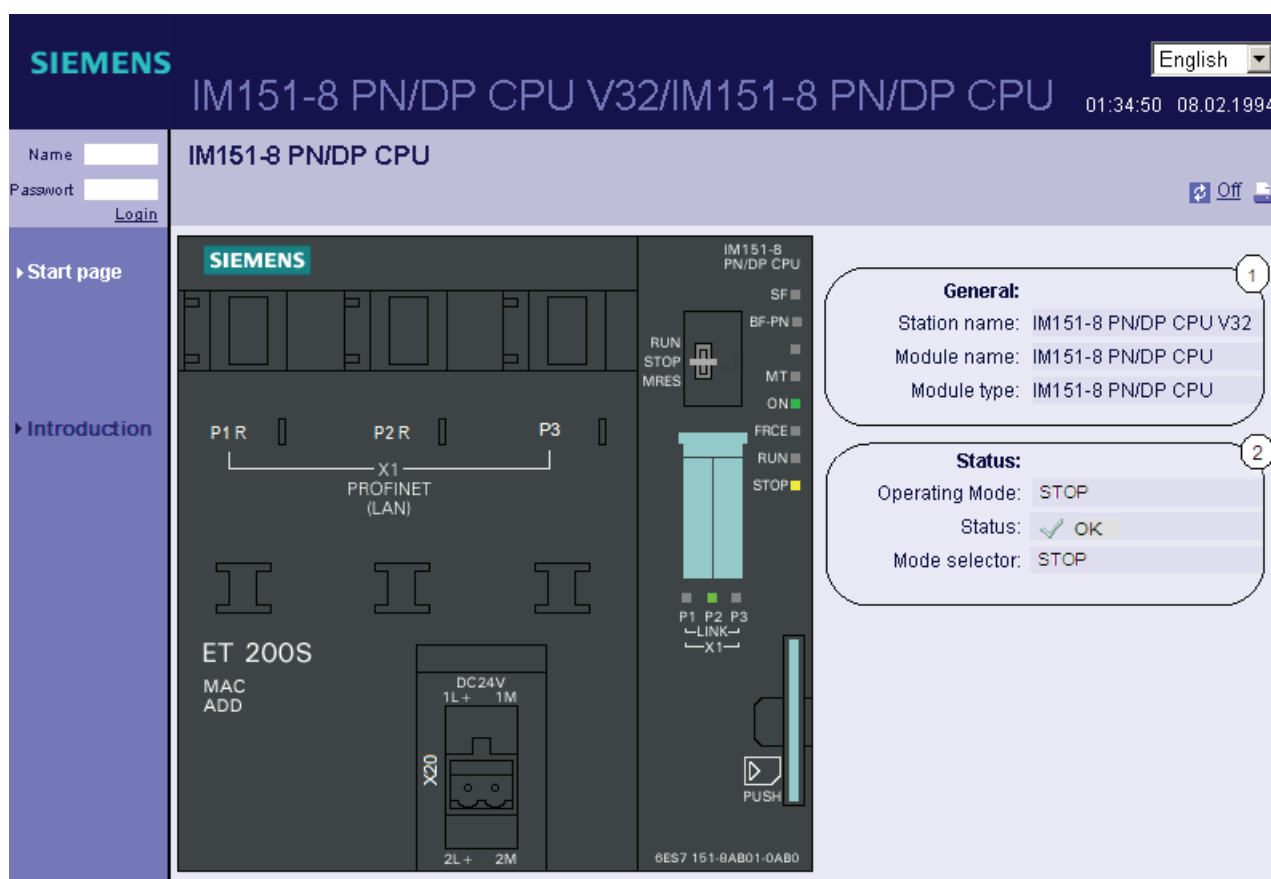 SIEMENS
English
IM151-8 PN/DP CPU V32/IM151-8 PN/DP CPU
01:34:50 08.02.1994
Name
Passwort
Login
IM151-8 PN/DP CPU
Off
Start page
Introduction
SIEMENS
IM151-8
PN/DP CPU
SF
BF-PN
MT
ON
FRCE
RUN
STOP
RUN
STOP
MRES
P1 R
P2 R
P3
X1
PROFINET
(LAN)
P1 P2 P3
LINK
X1
ET 200S
MAC
ADD
DC24V
1L+ 1M
X20
2L+ 2M
PUSH
6ES7 151-8AB01-0AB0
1
General:
Station name: IM151-8 PN/DP CPU V32
Module name: IM151-8 PN/DP CPU
Module type: IM151-8 PN/DP CPU
2
Status:
Operating Mode: STOP
Status: OK
Mode selector: STOP